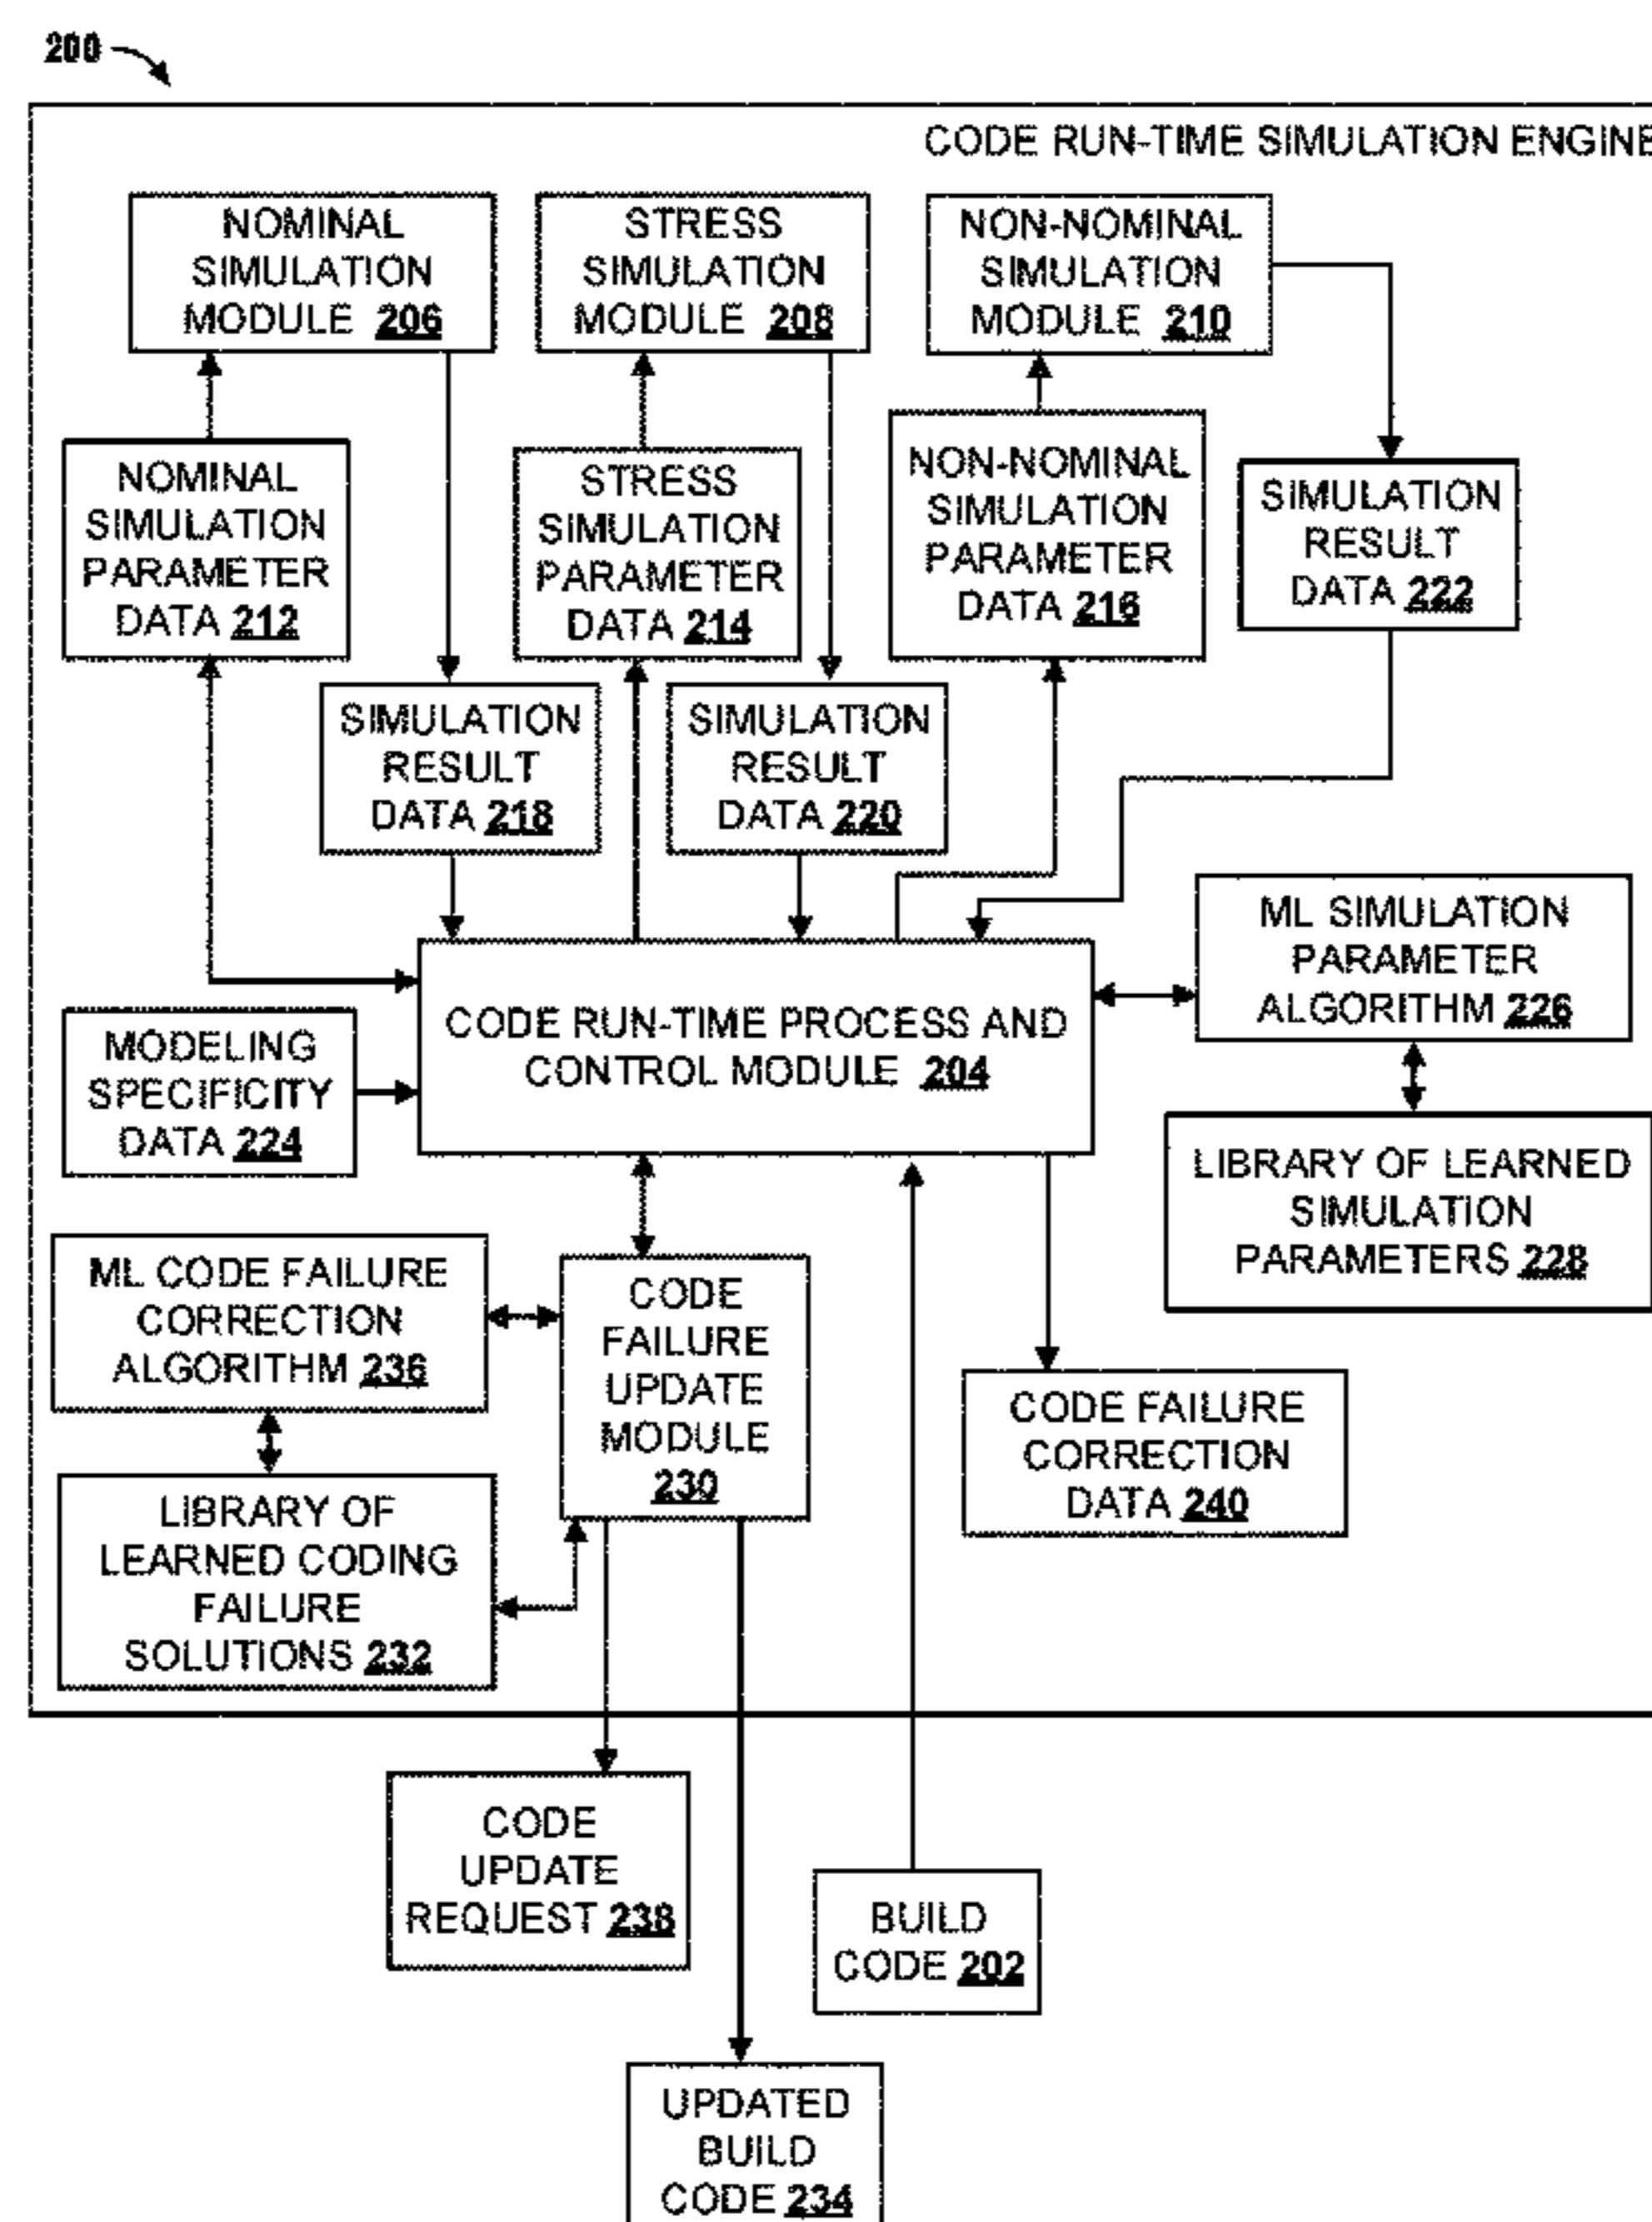 200
CODE RUN-TIME SIMULATION ENGINE
NOMINAL
SIMULATION
MODULE 206
STRESS
SIMULATION
MODULE 208
NON-NOMINAL
SIMULATION
MODULE 210
NOMINAL
SIMULATION
PARAMETER
DATA 212
STRESS
SIMULATION
PARAMETER
DATA 214
NON-NOMINAL
SIMULATION
PARAMETER
DATA 216
SIMULATION
RESULT
DATA 222
SIMULATION
RESULT
DATA 218
SIMULATION
RESULT
DATA 220
ML SIMULATION
PARAMETER
ALGORITHM 226
CODE RUN-TIME PROCESS AND
CONTROL MODULE 204
MODELING
SPECIFICITY
DATA 224
LIBRARY OF LEARNED
SIMULATION
PARAMETERS 228
ML CODE FAILURE
CORRECTION
ALGORITHM 236
CODE
FAILURE
UPDATE
MODULE
230
CODE FAILURE
CORRECTION
DATA 240
LIBRARY OF
LEARNED CODING
FAILURE
SOLUTIONS 232
CODE
UPDATE
REQUEST 238
BUILD
CODE 202
UPDATED
BUILD
CODE 234